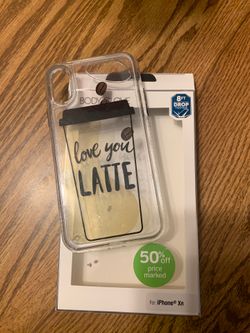 BODY
love you
LATTE
8FT
DROP
50%
off
price
marked
for iPhone® Xn